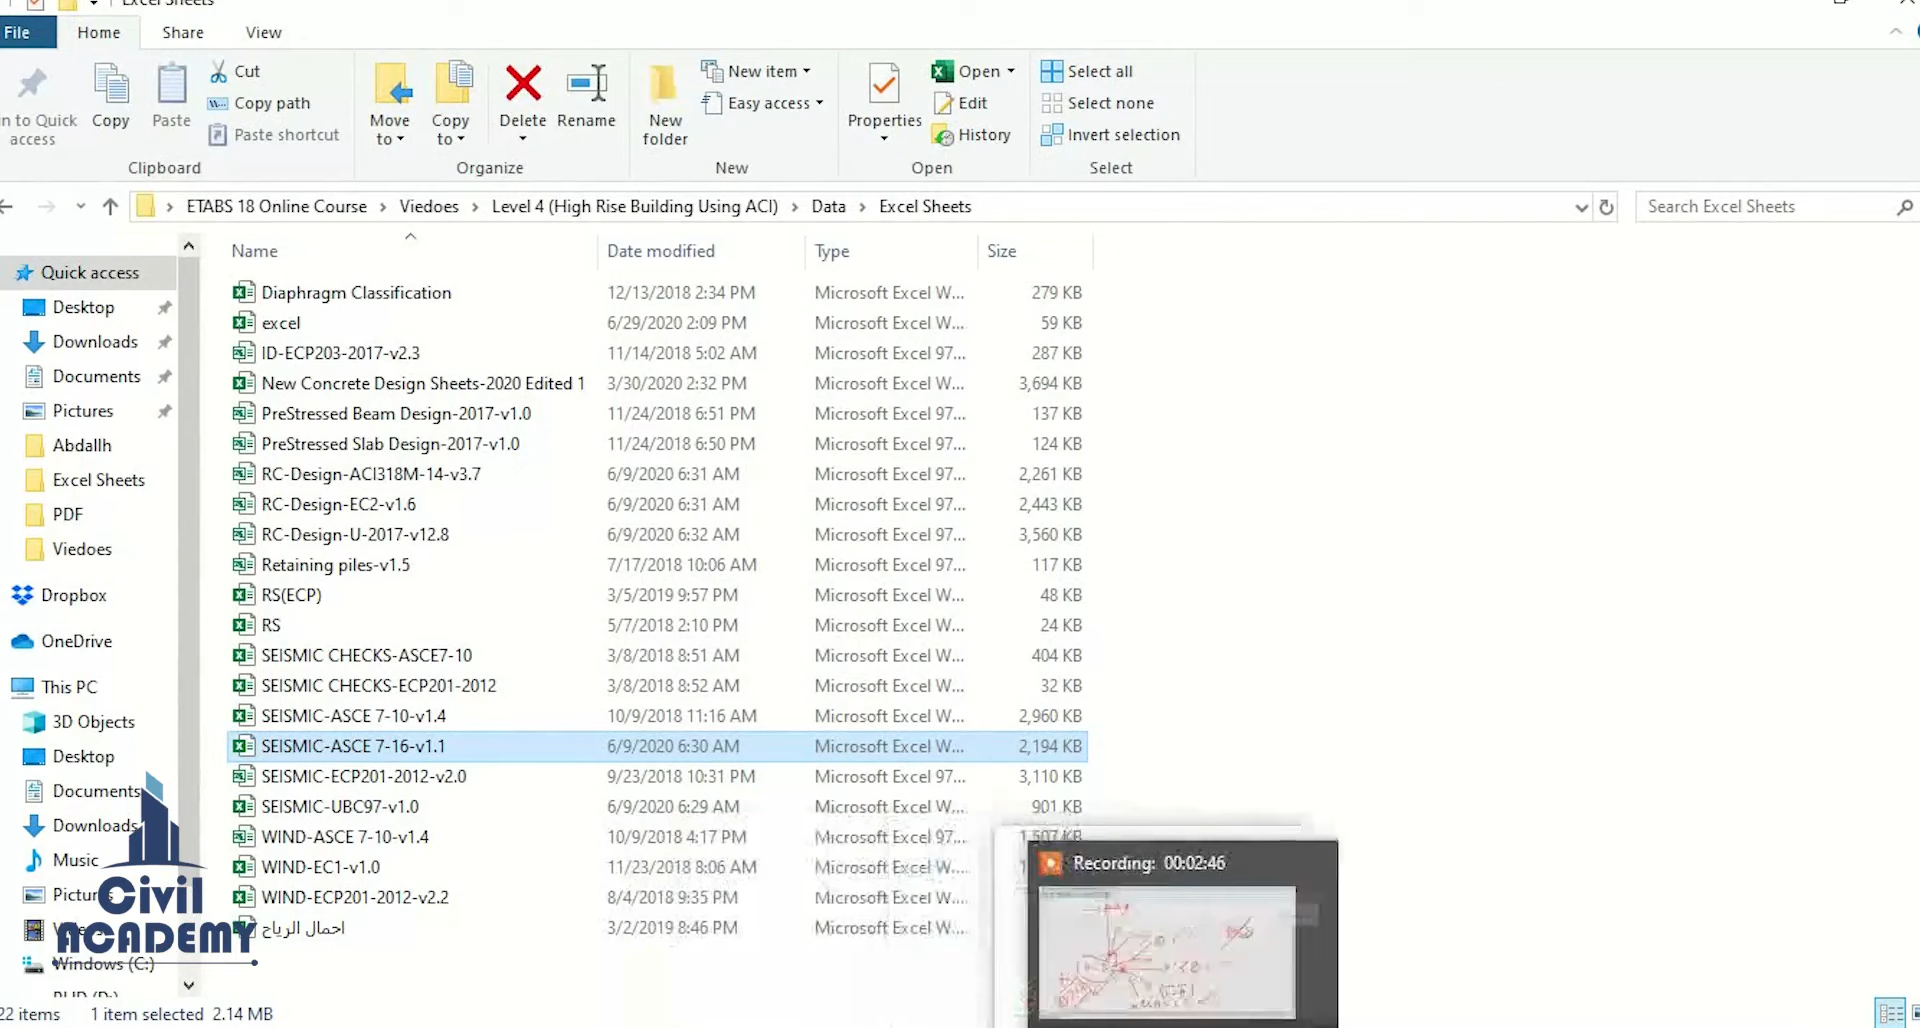 Excel Sheets
File Home Share View
Cut
Copy path
Paste shortcut
in to Quick access
Copy
Paste
Clipboard
Move to
Copy to
Delete
Rename
Organize
New folder
New item
Easy access
New
Properties
Open
Edit
History
Open
Select all
Select none
Invert selection
Select
ETABS 18 Online Course > Viedoes > Level 4 (High Rise Building Using ACI) > Data > Excel Sheets
Search Excel Sheets
Quick access
Desktop
Downloads
Documents
Pictures
Abdallh
Excel Sheets
PDF
Viedoes
Dropbox
OneDrive
This PC
3D Objects
Desktop
Documents
Downloads
Music
Windows (C:)
Civil
ACADEMY
Name Date modified Type Size
Diaphragm Classification 12/13/2018 2:34 PM Microsoft Excel W... 279 KB
excel 6/29/2020 2:09 PM Microsoft Excel W... 59 KB
ID-ECP203-2017-v2.3 11/14/2018 5:02 AM Microsoft Excel 97... 287 KB
New Concrete Design Sheets-2020 Edited 1 3/30/2020 2:32 PM Microsoft Excel W... 3,694 KB
PreStressed Beam Design-2017-v1.0 11/24/2018 6:51 PM Microsoft Excel 97... 137 KB
PreStressed Slab Design-2017-v1.0 11/24/2018 6:50 PM Microsoft Excel 97... 124 KB
RC-Design-ACI318M-14-v3.7 6/9/2020 6:31 AM Microsoft Excel 97... 2,261 KB
RC-Design-EC2-v1.6 6/9/2020 6:31 AM Microsoft Excel 97... 2,443 KB
RC-Design-U-2017-v12.8 6/9/2020 6:32 AM Microsoft Excel 97... 3,560 KB
Retaining piles-v1.5 7/17/2018 10:06 AM Microsoft Excel 97... 117 KB
RS(ECP) 3/5/2019 9:57 PM Microsoft Excel W... 48 KB
RS 5/7/2018 2:10 PM Microsoft Excel W... 24 KB
SEISMIC CHECKS-ASCE7-10 3/8/2018 8:51 AM Microsoft Excel W... 404 KB
SEISMIC CHECKS-ECP201-2012 3/8/2018 8:52 AM Microsoft Excel W... 32 KB
SEISMIC-ASCE 7-10-v1.4 10/9/2018 11:16 AM Microsoft Excel W... 2,960 KB
SEISMIC-ASCE 7-16-v1.1 6/9/2020 6:30 AM Microsoft Excel W... 2,194 KB
SEISMIC-ECP201-2012-v2.0 9/23/2018 10:31 PM Microsoft Excel 97... 3,110 KB
SEISMIC-UBC97-v1.0 6/9/2020 6:29 AM Microsoft Excel W... 901 KB
WIND-ASCE 7-10-v1.4 10/9/2018 4:17 PM Microsoft Excel 97...
WIND-EC1-v1.0 11/23/2018 8:06 AM Microsoft Excel W...
WIND-ECP201-2012-v2.2 8/4/2018 9:35 PM Microsoft Excel W...
احمال الرياح 3/2/2019 8:46 PM Microsoft Excel W...
Recording: 00:02:46
22 items 1 item selected 2.14 MB